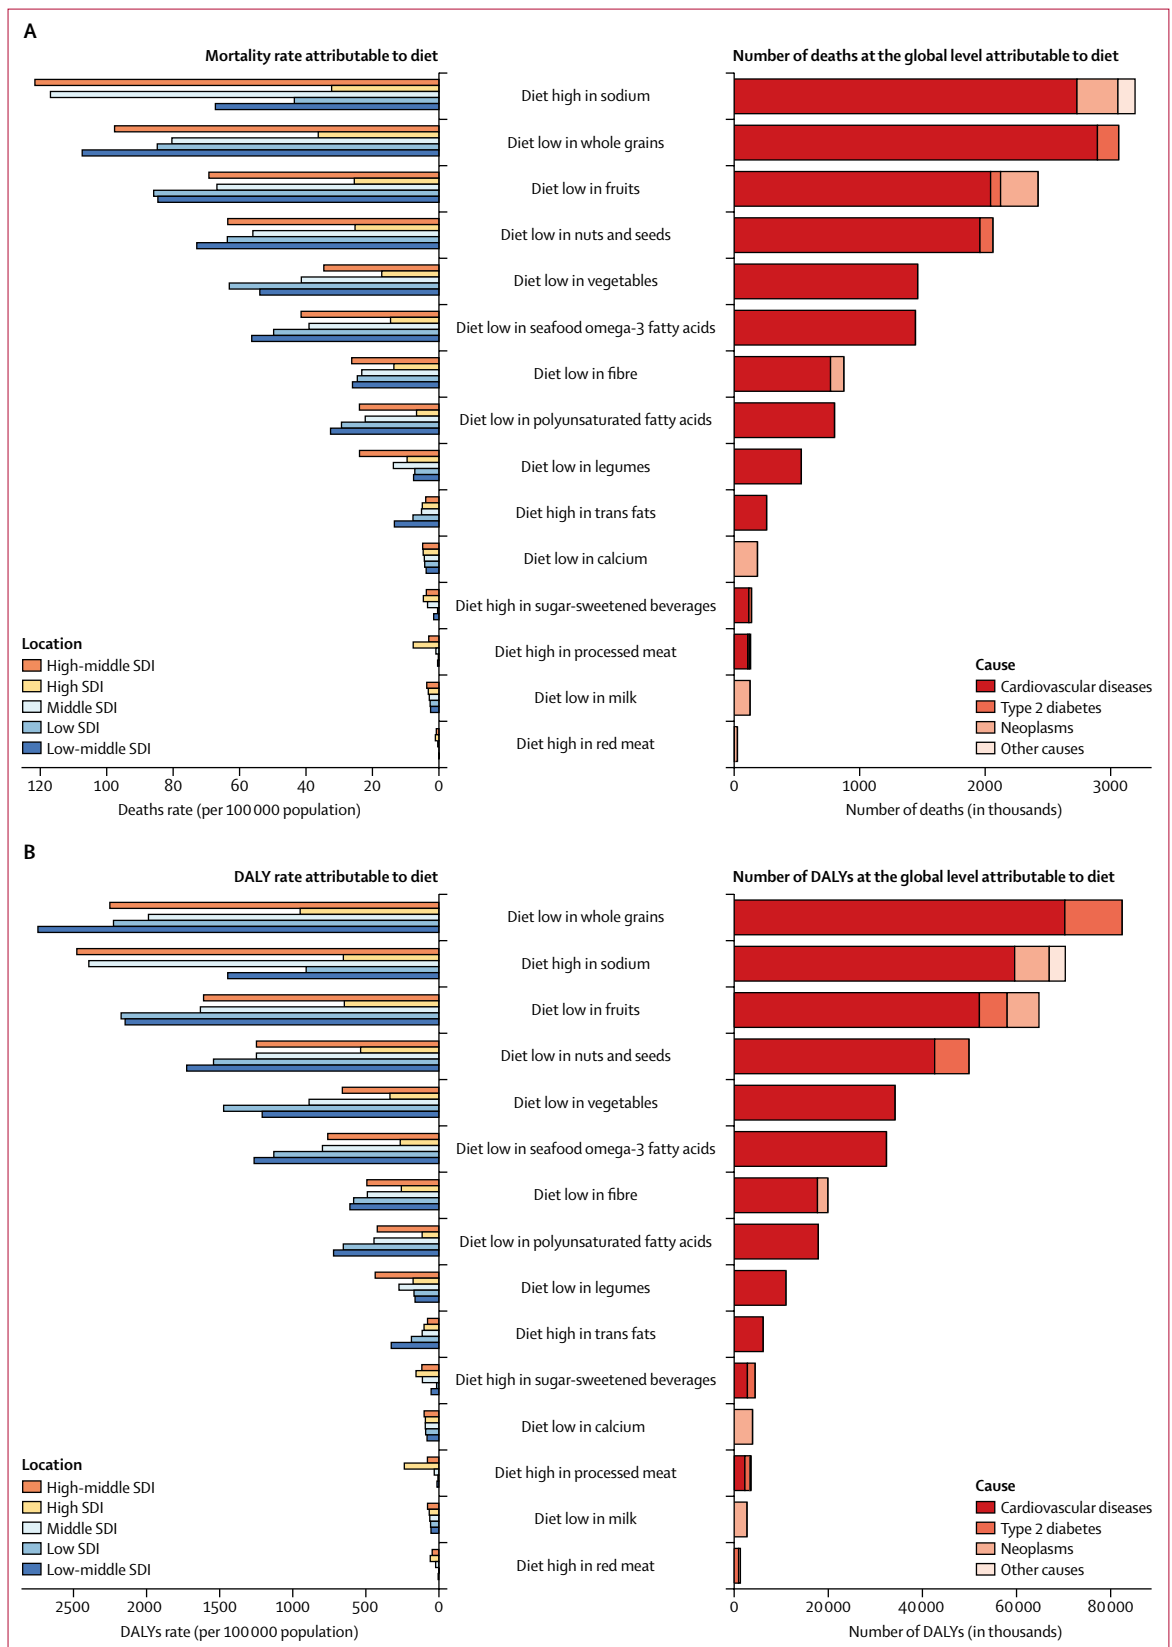 A
Mortality rate attributable to diet
Number of deaths at the global level attributable to diet
Diet high in sodium
Diet low in whole grains
Diet low in fruits
Diet low in nuts and seeds
Diet low in vegetables
Diet low in seafood omega-3 fatty acids
Diet low in fibre
Diet low in polyunsaturated fatty acids
Diet low in legumes
Diet high in trans fats
Diet low in calcium
Diet high in sugar-sweetened beverages
Diet high in processed meat
Diet low in milk
Diet high in red meat
Location
High-middle SDI
High SDI
Middle SDI
Low SDI
Low-middle SDI
Cause
Cardiovascular diseases
Type 2 diabetes
Neoplasms
Other causes
120 100 80 60 40 20 0
Deaths rate (per 100 000 population)
0 1000 2000 3000
Number of deaths (in thousands)
B
DALY rate attributable to diet
Number of DALYs at the global level attributable to diet
Diet low in whole grains
Diet high in sodium
Diet low in fruits
Diet low in nuts and seeds
Diet low in vegetables
Diet low in seafood omega-3 fatty acids
Diet low in fibre
Diet low in polyunsaturated fatty acids
Diet low in legumes
Diet high in trans fats
Diet high in sugar-sweetened beverages
Diet low in calcium
Diet high in processed meat
Diet low in milk
Diet high in red meat
Location
High-middle SDI
High SDI
Middle SDI
Low SDI
Low-middle SDI
Cause
Cardiovascular diseases
Type 2 diabetes
Neoplasms
Other causes
2500 2000 1500 1000 500 0
DALYs rate (per 100 000 population)
0 20 000 40 000 60 000 80 000
Number of DALYs (in thousands)